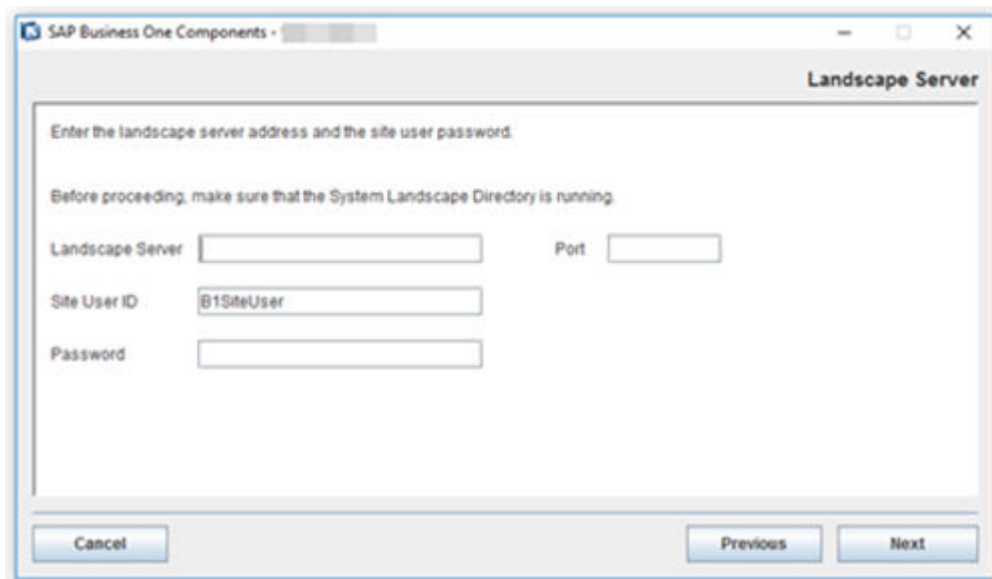 SAP Business One Components -
Landscape Server
Enter the landscape server address and the site user password.
Before proceeding, make sure that the System Landscape Directory is running.
Landscape Server Port
Site User ID B1SiteUser
Password
Cancel Previous Next